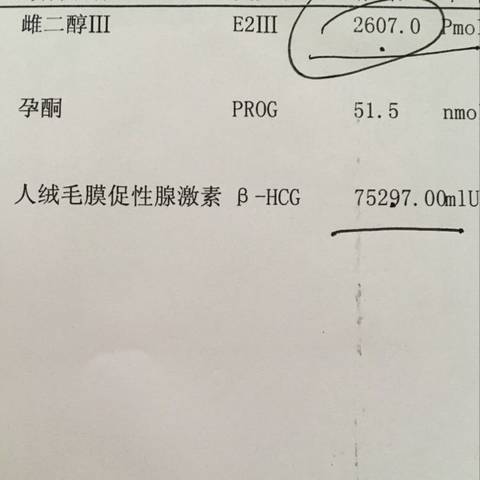 雌二醇III E2III 2607.0 Pmol
孕酮 PROG 51.5 nmo
人绒毛膜促性腺激素 β-HCG 75297.00mlU